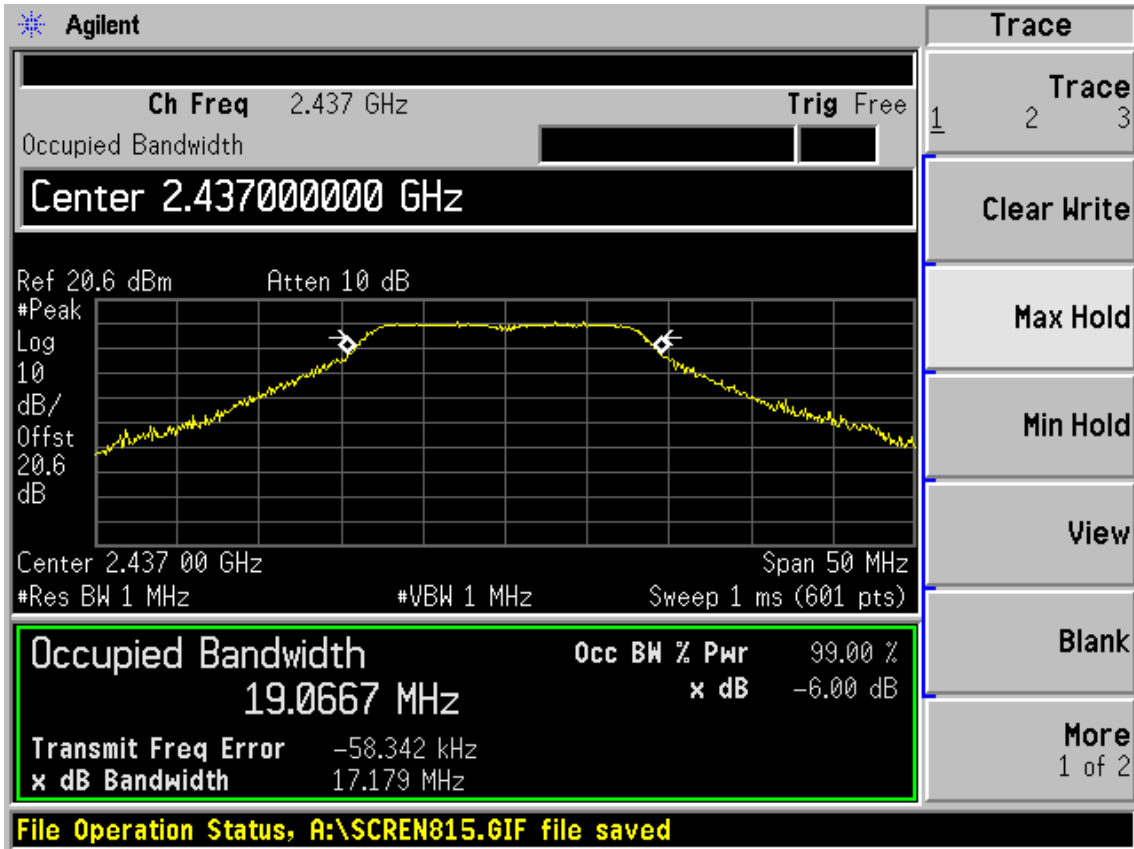 Agilent
Ch Freq 2.437 GHz Trig Free
Occupied Bandwidth
Center 2.437000000 GHz
Ref 20.6 dBm Atten 10 dB
#Peak
Log
10
dB/
Offst
20.6
dB
Center 2.437 00 GHz Span 50 MHz
#Res BW 1 MHz #VBW 1 MHz Sweep 1 ms (601 pts)
Occupied Bandwidth Occ BW % Pwr 99.00 %
19.0667 MHz x dB -6.00 dB
Transmit Freq Error -58.342 kHz
x dB Bandwidth 17.179 MHz
File Operation Status, A:\SCREN815.GIF file saved
Trace
Trace
1 2 3
Clear Write
Max Hold
Min Hold
View
Blank
More
1 of 2